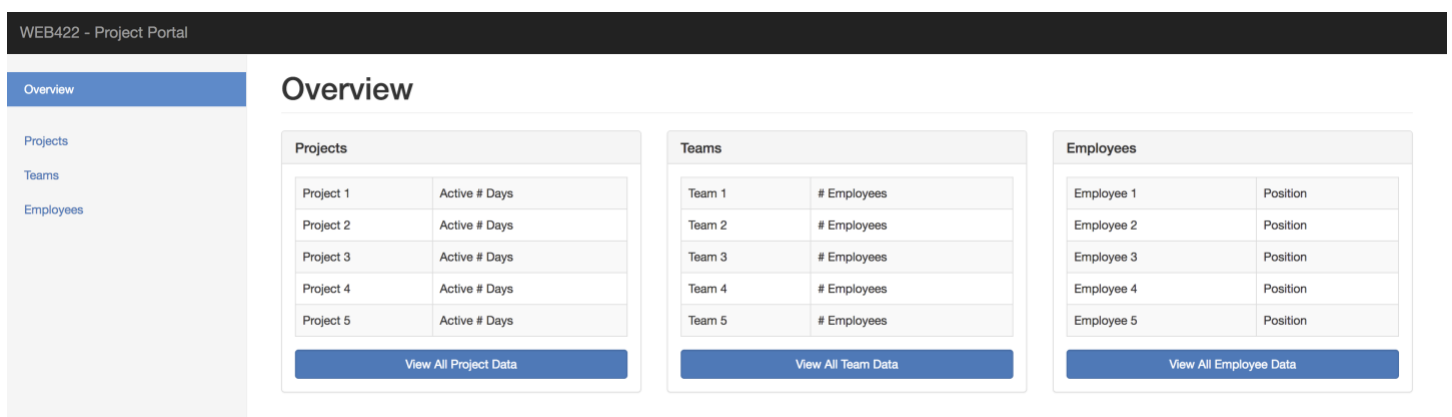 WEB422 - Project Portal
Overview
Projects
Teams
Employees
Overview
Projects
Project 1 Active # Days
Project 2 Active # Days
Project 3 Active # Days
Project 4 Active # Days
Project 5 Active # Days
View All Project Data
Teams
Team 1 # Employees
Team 2 # Employees
Team 3 # Employees
Team 4 # Employees
Team 5 # Employees
View All Team Data
Employees
Employee 1 Position
Employee 2 Position
Employee 3 Position
Employee 4 Position
Employee 5 Position
View All Employee Data